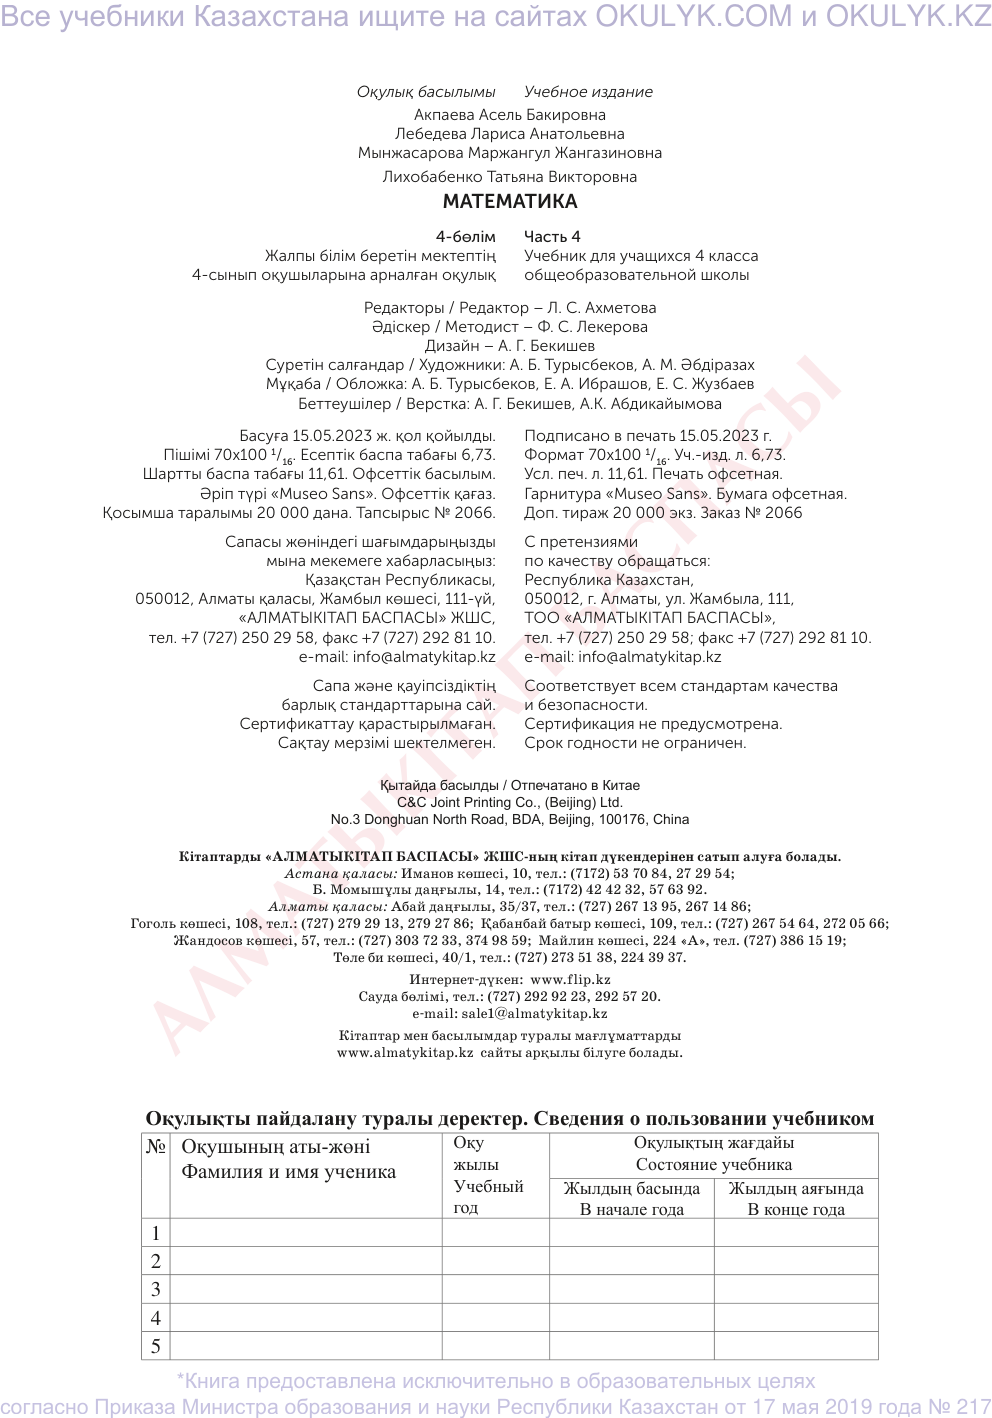 Все учебники Казахстана ищите на сайтах OKULYK.COM и OKULYK.KZ
Оқулық басылымы Учебное издание
Акпаева Асель Бакировна
Лебедева Лариса Анатольевна
Мынжасарова Маржангул Жангазиновна
Лихобабенко Татьяна Викторовна
МАТЕМАТИКА
4-бөлім
Жалпы білім беретін мектептің
4-сынып оқушыларына арналған оқулық
Часть 4
Учебник для учащихся 4 класса
общеобразовательной школы
Редакторы / Редактор – Л. С. Ахметова
Әдіскер / Методист – Ф. С. Лекерова
Дизайн – А. Г. Бекишев
Суретін салғандар / Художники: А. Б. Турысбеков, А. М. Әбдіразах
Мұқаба / Обложка: А. Б. Турысбеков, Е. А. Ибрашов, Е. С. Жузбаев
Беттеушілер / Верстка: А. Г. Бекишев, А.К. Абдикайымова
Басуға 15.05.2023 ж. қол қойылды.
Пішімі 70x100 ¹/₁₆. Есептік баспа табағы 6,73.
Шартты баспа табағы 11,61. Офсеттік басылым.
Әріп түрі «Museo Sans». Офсеттік қағаз.
Қосымша таралымы 20 000 дана. Тапсырыс № 2066.
Подписано в печать 15.05.2023 г.
Формат 70x100 ¹/₁₆. Уч.-изд. л. 6,73.
Усл. печ. л. 11,61. Печать офсетная.
Гарнитура «Museo Sans». Бумага офсетная.
Доп. тираж 20 000 экз. Заказ № 2066
Сапасы жөніндегі шағымдарыңызды
мына мекемеге хабарласыңыз:
Қазақстан Республикасы,
050012, Алматы қаласы, Жамбыл көшесі, 111-үй,
«АЛМАТЫКІТАП БАСПАСЫ» ЖШС,
тел. +7 (727) 250 29 58, факс +7 (727) 292 81 10.
e-mail: info@almatykitap.kz
С претензиями
по качеству обращаться:
Республика Казахстан,
050012, г. Алматы, ул. Жамбыла, 111,
ТОО «АЛМАТЫКІТАП БАСПАСЫ»,
тел. +7 (727) 250 29 58; факс +7 (727) 292 81 10.
e-mail: info@almatykitap.kz
Сапа және қауіпсіздіктің
барлық стандарттарына сай.
Сертификаттау қарастырылмаған.
Сақтау мерзімі шектелмеген.
Соответствует всем стандартам качества
и безопасности.
Сертификация не предусмотрена.
Срок годности не ограничен.
Қытайда басылды / Отпечатано в Китае
C&C Joint Printing Co., (Beijing) Ltd.
No.3 Donghuan North Road, BDA, Beijing, 100176, China
Кітаптарды «АЛМАТЫКІТАП БАСПАСЫ» ЖШС-ның кітап дүкендерінен сатып алуға болады.
Астана қаласы: Иманов көшесі, 10, тел.: (7172) 53 70 84, 27 29 54;
Б. Момышұлы даңғылы, 14, тел.: (7172) 42 42 32, 57 63 92.
Алматы қаласы: Абай даңғылы, 35/37, тел.: (727) 267 13 95, 267 14 86;
Гоголь көшесі, 108, тел.: (727) 279 29 13, 279 27 86; Қабанбай батыр көшесі, 109, тел.: (727) 267 54 64, 272 05 66;
Жандосов көшесі, 57, тел.: (727) 303 72 33, 374 98 59; Майлин көшесі, 224 «А», тел. (727) 386 15 19;
Төле би көшесі, 40/1, тел.: (727) 273 51 38, 224 39 37.
Интернет-дүкен: www.flip.kz
Сауда бөлімі, тел.: (727) 292 92 23, 292 57 20.
e-mail: sale1@almatykitap.kz
Кітаптар мен басылымдар туралы мағлұматтарды
www.almatykitap.kz сайты арқылы білуге болады.
АЛМАТЫКІТАП БАСПАСЫ
Оқулықты пайдалану туралы деректер. Сведения о пользовании учебником
№
Оқушының аты-жөні
Фамилия и имя ученика
Оқу
жылы
Учебный
год
Оқулықтың жағдайы
Состояние учебника
Жылдың басында
В начале года
Жылдың аяғында
В конце года
1
2
3
4
5
*Книга предоставлена исключительно в образовательных целях
согласно Приказа Министра образования и науки Республики Казахстан от 17 мая 2019 года № 217